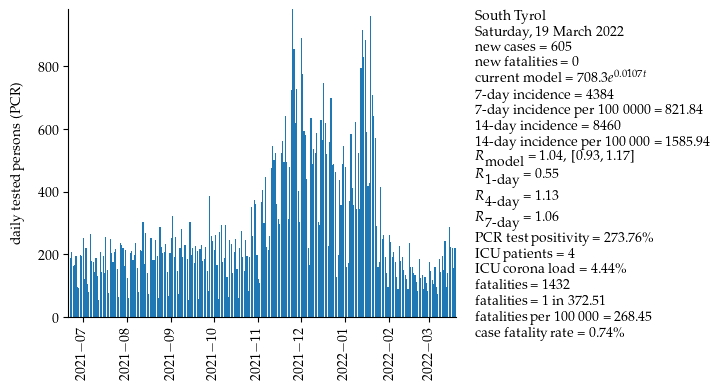 South Tyrol
Saturday, 19 March 2022
new cases = 605
new fatalities = 0
current model = 708.3e^0.0107t
7-day incidence = 4384
7-day incidence per 100 0000 = 821.84
14-day incidence = 8460
14-day incidence per 100 000 = 1585.94
R_model = 1.04, [0.93, 1.17]
R_1-day = 0.55
R_4-day = 1.13
R_7-day = 1.06
PCR test positivity = 273.76%
ICU patients = 4
ICU corona load = 4.44%
fatalities = 1432
fatalities = 1 in 372.51
fatalities per 100 000 = 268.45
case fatality rate = 0.74%
daily tested persons (PCR)
800
600
400
200
0
2021−07
2021−08
2021−09
2021−10
2021−11
2021−12
2022−01
2022−02
2022−03